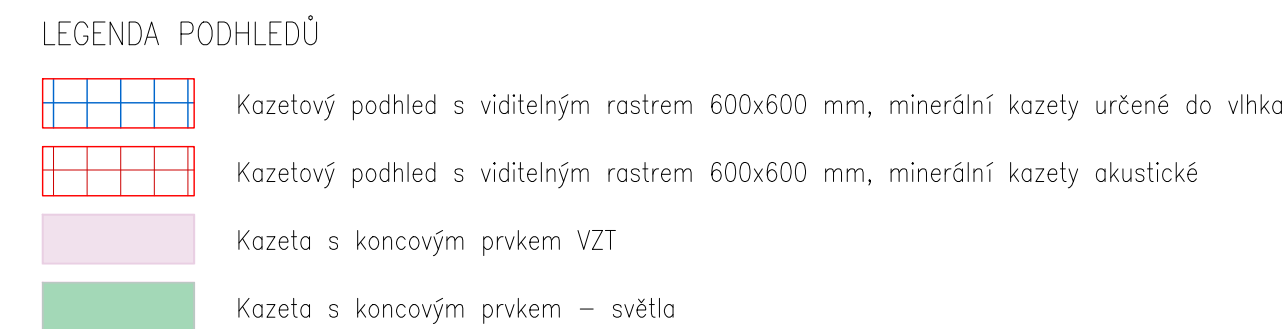 LEGENDA PODHLEDŮ
Kazetový podhled s viditelným rastrem 600x600 mm, minerální kazety určené do vlhka
Kazetový podhled s viditelným rastrem 600x600 mm, minerální kazety akustické
Kazeta s koncovým prvkem VZT
Kazeta s koncovým prvkem – světla